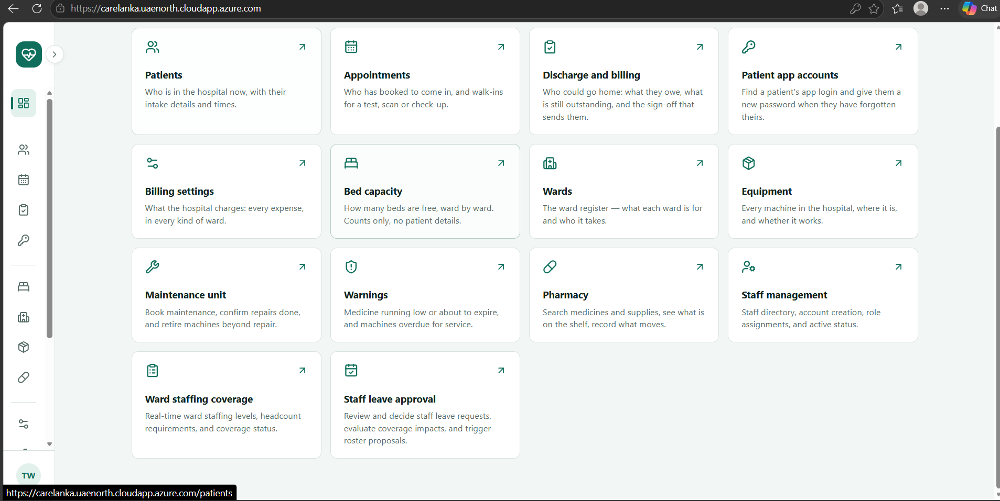 https://carelanka.uaenorth.cloudapp.azure.com
Chat
Patients
Who is in the hospital now, with their
intake details and times.
Appointments
Who has booked to come in, and walk-ins
for a test, scan or check-up.
Discharge and billing
Who could go home: what they owe, what
is still outstanding, and the sign-off that
sends them.
Patient app accounts
Find a patient's app login and give them a
new password when they have forgotten
theirs.
Billing settings
What the hospital charges: every expense,
in every kind of ward.
Bed capacity
How many beds are free, ward by ward.
Counts only, no patient details.
Wards
The ward register — what each ward is for
and who it takes.
Equipment
Every machine in the hospital, where it is,
and whether it works.
Maintenance unit
Book maintenance, confirm repairs done,
and retire machines beyond repair.
Warnings
Medicine running low or about to expire,
and machines overdue for service.
Pharmacy
Search medicines and supplies, see what is
on the shelf, record what moves.
Staff management
Staff directory, account creation, role
assignments, and active status.
Ward staffing coverage
Real-time ward staffing levels, headcount
requirements, and coverage status.
Staff leave approval
Review and decide staff leave requests,
evaluate coverage impacts, and trigger
roster proposals.
TW
https://carelanka.uaenorth.cloudapp.azure.com/patients